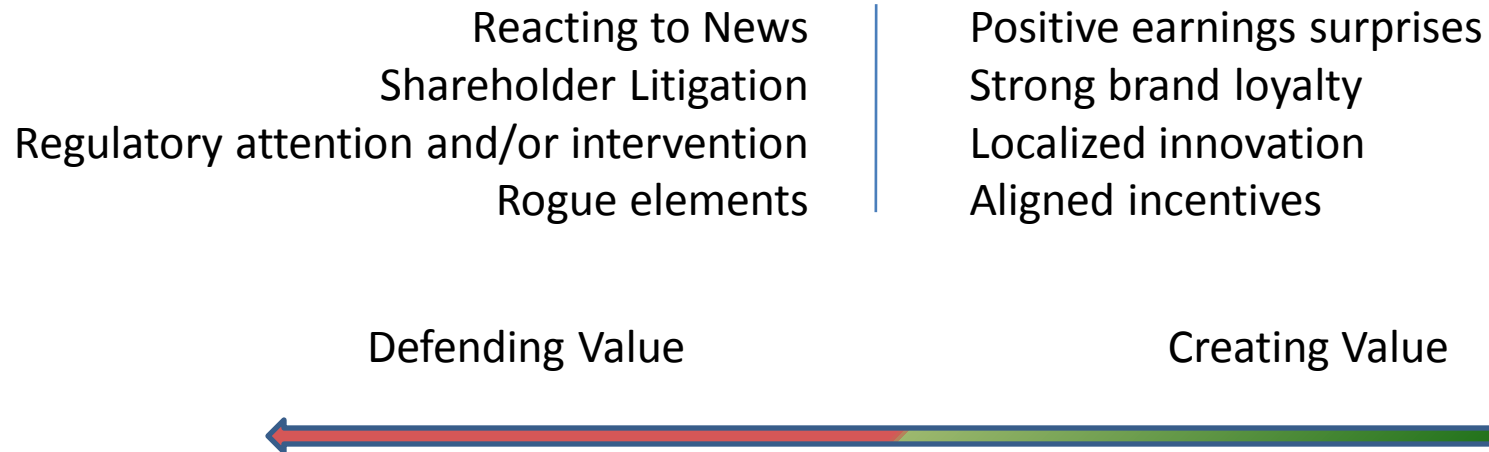 Reacting to News
Shareholder Litigation
Regulatory attention and/or intervention
Rogue elements
Positive earnings surprises
Strong brand loyalty
Localized innovation
Aligned incentives
Defending Value
Creating Value